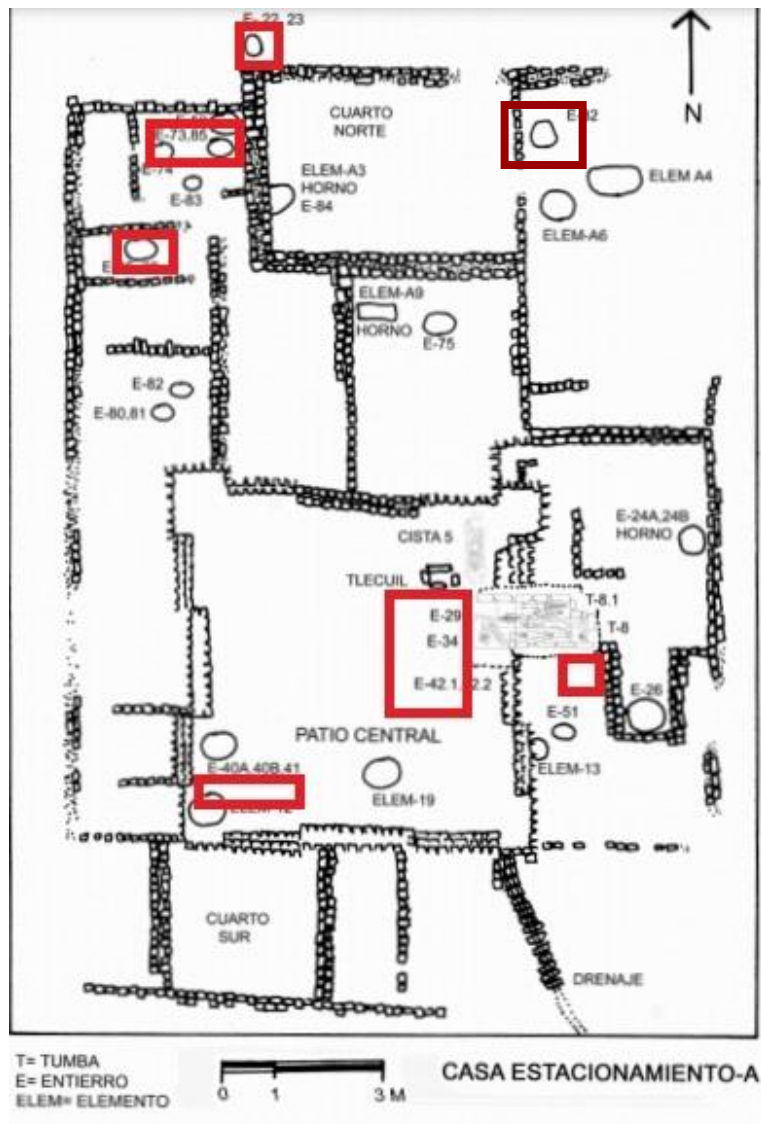 E-22, 23
N
CUARTO
NORTE
E-73,85
E-74
E-83
ELEM-A3
HORNO
E-84
ELEM A4
ELEM-A6
ELEM-A9
HORNO
E-75
E-82
E-80,81
CISTA 5
E-24A,24B
HORNO
TLECUIL
T-8.1
T-8
E-29
E-34
E-42.1,
E-26
E-51
PATIO CENTRAL
E-40A,40B,41
ELEM-13
ELEM-19
ELEM-12
CUARTO
SUR
DRENAJE
T= TUMBA
E= ENTIERRO
ELEM= ELEMENTO
0 1 3 M
CASA ESTACIONAMIENTO-A